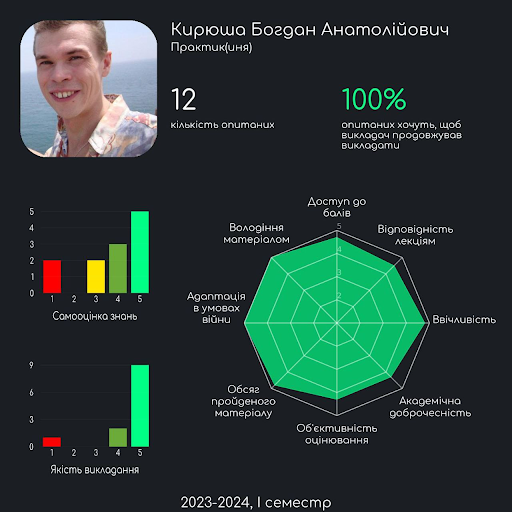 Кирюша Богдан Анатолійович
Практик(иня)
12
кількість опитаних
100%
опитаних хочуть, щоб
викладач продовжував
викладати
5
4
3
2
1
0
1 2 3 4 5
Самооцінка знань
9
6
3
0
1 2 3 4 5
Якість викладання
Доступ до
балів
Відповідність
лекціям
Ввічливість
Академічна
доброчесність
Об'єктивність
оцінювання
Обсяг
пройденого
матеріалу
Адаптація
в умовах
війни
Володіння
матеріалом
5
4
3
2
2023-2024, I семестр